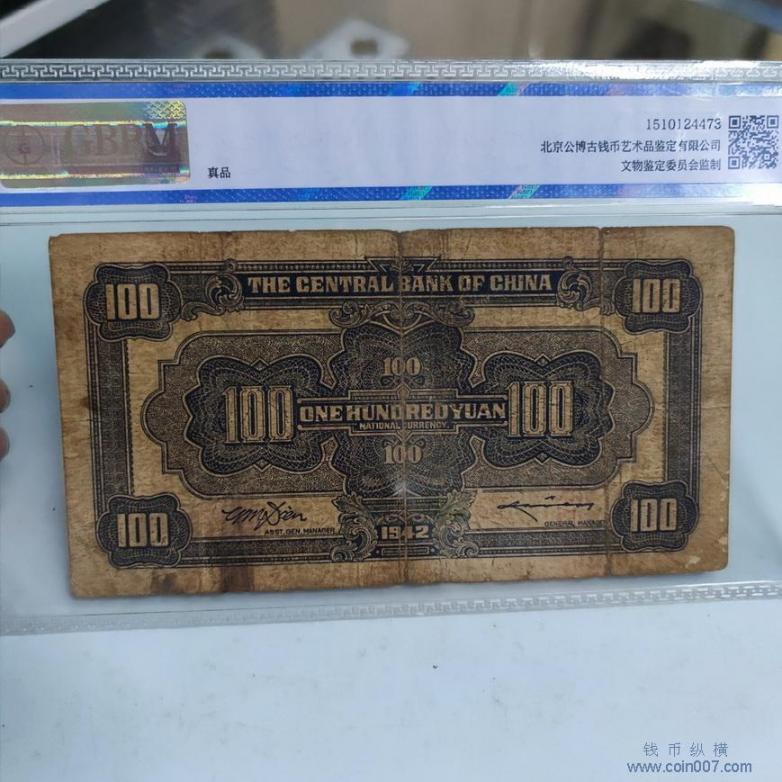 GBPM
真品
1510124473
北京公博古钱币艺术品鉴定有限公司
文物鉴定委员会监制
THE CENTRAL BANK OF CHINA
100
100
100
100
ONE HUNDRED YUAN
100
NATIONAL CURRENCY
100
100
100
ASST. GEN. MANAGER
1942
GENERAL MANAGER
钱币纵横
www.coin007.com